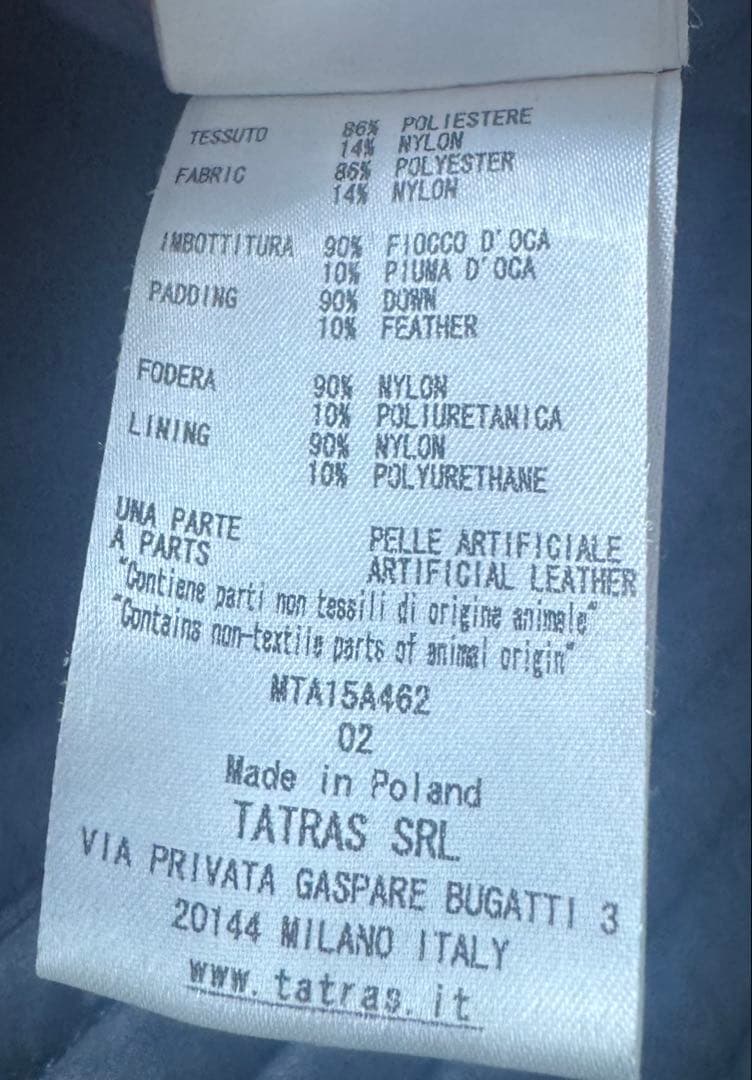 TESSUTO 86% POLIESTERE
14% NYLON
FABRIC 86% POLYESTER
14% NYLON
IMBOTTITURA 90% FIOCCO D'OCA
10% PIUMA D'OCA
PADDING 90% DOWN
10% FEATHER
FODERA 90% NYLON
10% POLIURETANICA
LINING 90% NYLON
10% POLYURETHANE
UNA PARTE PELLE ARTIFICIALE
A PARTS ARTIFICIAL LEATHER
"Contiene parti non tessili di origine animale"
"Contains non-textile parts of animal origin"
MTA15A462
02
Made in Poland
TATRAS SRL
VIA PRIVATA GASPARE BUGATTI 3
20144 MILANO ITALY
www.tatras.it